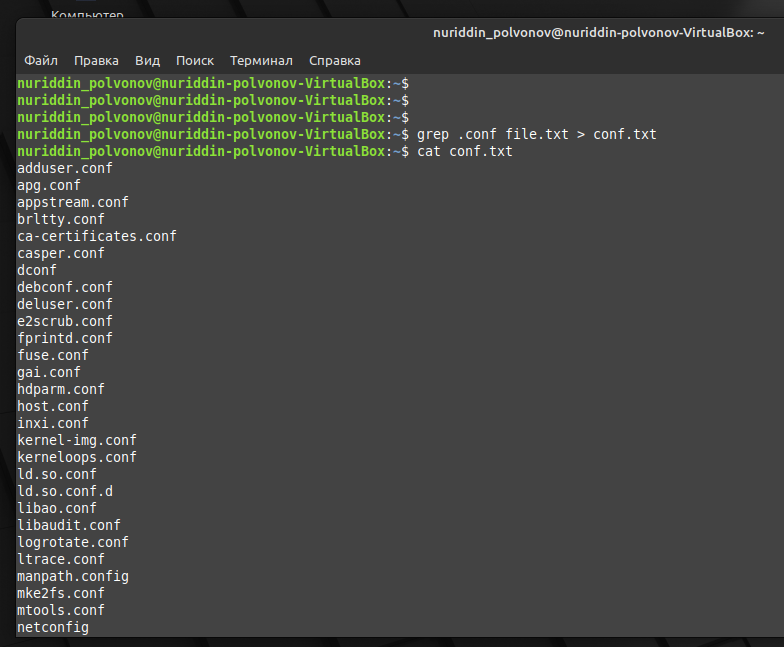 Компьютер
nuriddin_polvonov@nuriddin-polvonov-VirtualBox: ~
Файл Правка Вид Поиск Терминал Справка
nuriddin_polvonov@nuriddin-polvonov-VirtualBox:~$
nuriddin_polvonov@nuriddin-polvonov-VirtualBox:~$
nuriddin_polvonov@nuriddin-polvonov-VirtualBox:~$
nuriddin_polvonov@nuriddin-polvonov-VirtualBox:~$ grep .conf file.txt > conf.txt
nuriddin_polvonov@nuriddin-polvonov-VirtualBox:~$ cat conf.txt
adduser.conf
apg.conf
appstream.conf
brltty.conf
ca-certificates.conf
casper.conf
dconf
debconf.conf
deluser.conf
e2scrub.conf
fprintd.conf
fuse.conf
gai.conf
hdparm.conf
host.conf
inxi.conf
kernel-img.conf
kerneloops.conf
ld.so.conf
ld.so.conf.d
libao.conf
libaudit.conf
logrotate.conf
ltrace.conf
manpath.config
mke2fs.conf
mtools.conf
netconfig